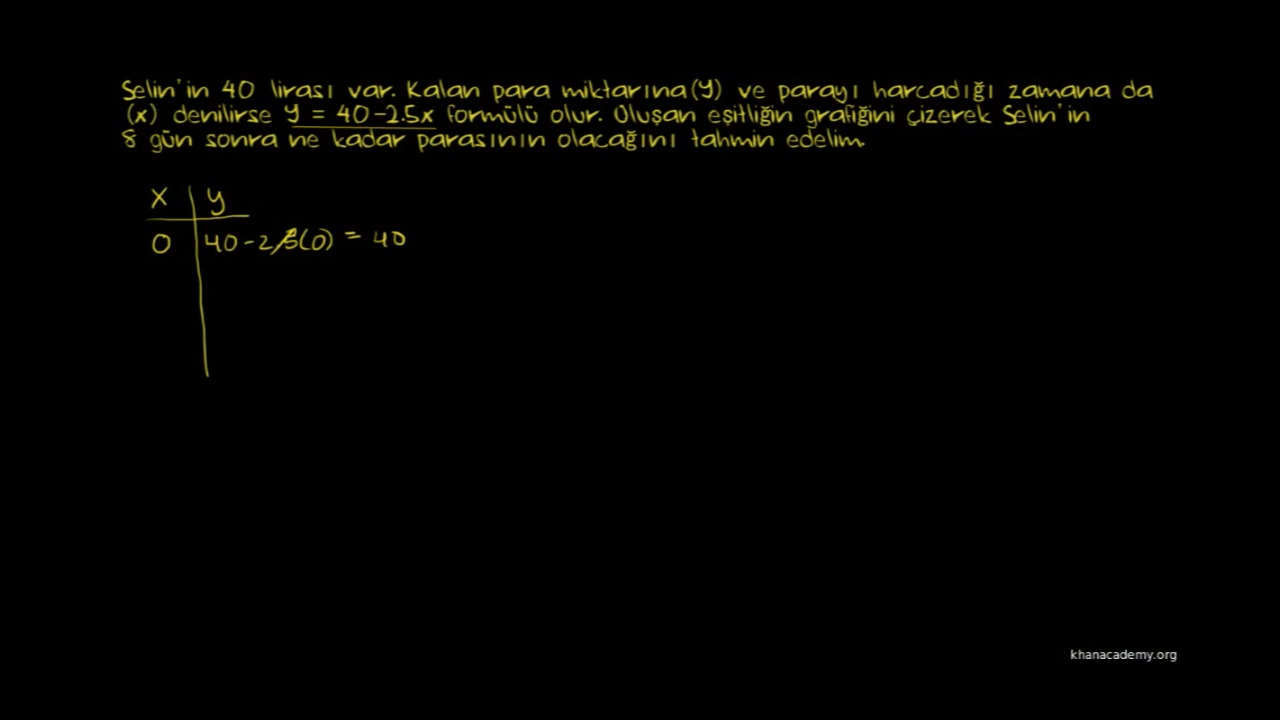 Selin'in 40 lirası var. Kalan para miktarına (y) ve parayı harcadığı zamana da
(x) denilirse y = 40-2.5x formülü olur. Oluşan eşitliğin grafiğini çizerek Selin'in
8 gün sonra ne kadar parasının olacağını tahmin edelim.
x y
0 40-2.5(0) = 40
khanacademy.org